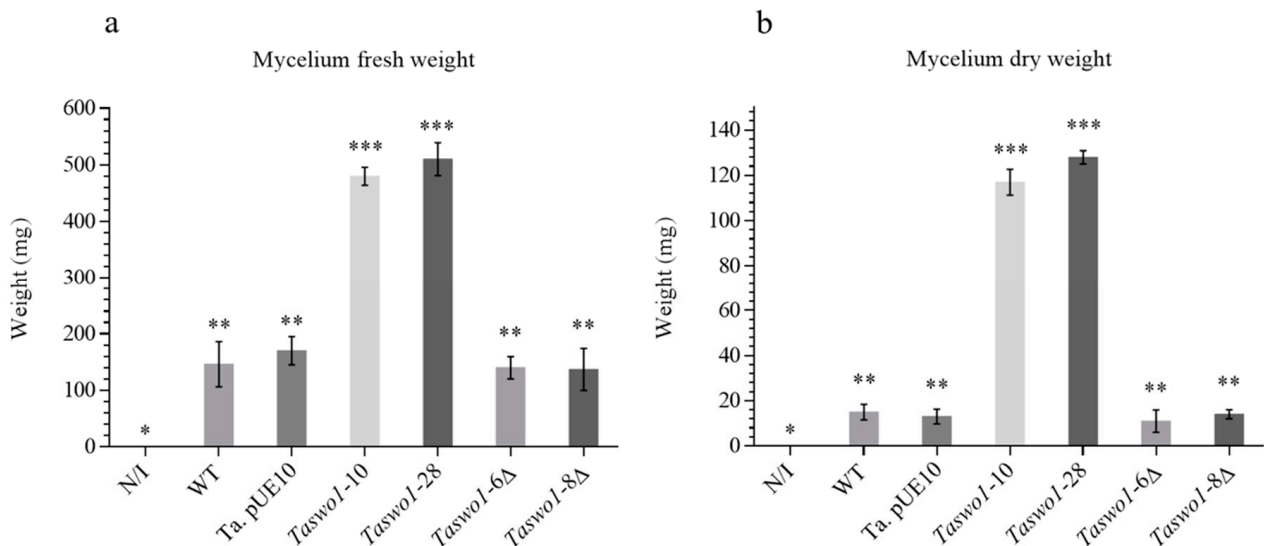 a
Mycelium fresh weight
Weight (mg)
600
500
400
300
200
100
0
*
**
**
***
***
**
**
N/I
WT
Ta. pUE10
Taswo1-10
Taswo1-28
Taswo1-6Δ
Taswo1-8Δ
b
Mycelium dry weight
Weight (mg)
140
120
100
80
60
40
20
0
*
**
**
***
***
**
**
N/I
WT
Ta. pUE10
Taswo1-10
Taswo1-28
Taswo1-6Δ
Taswo1-8Δ